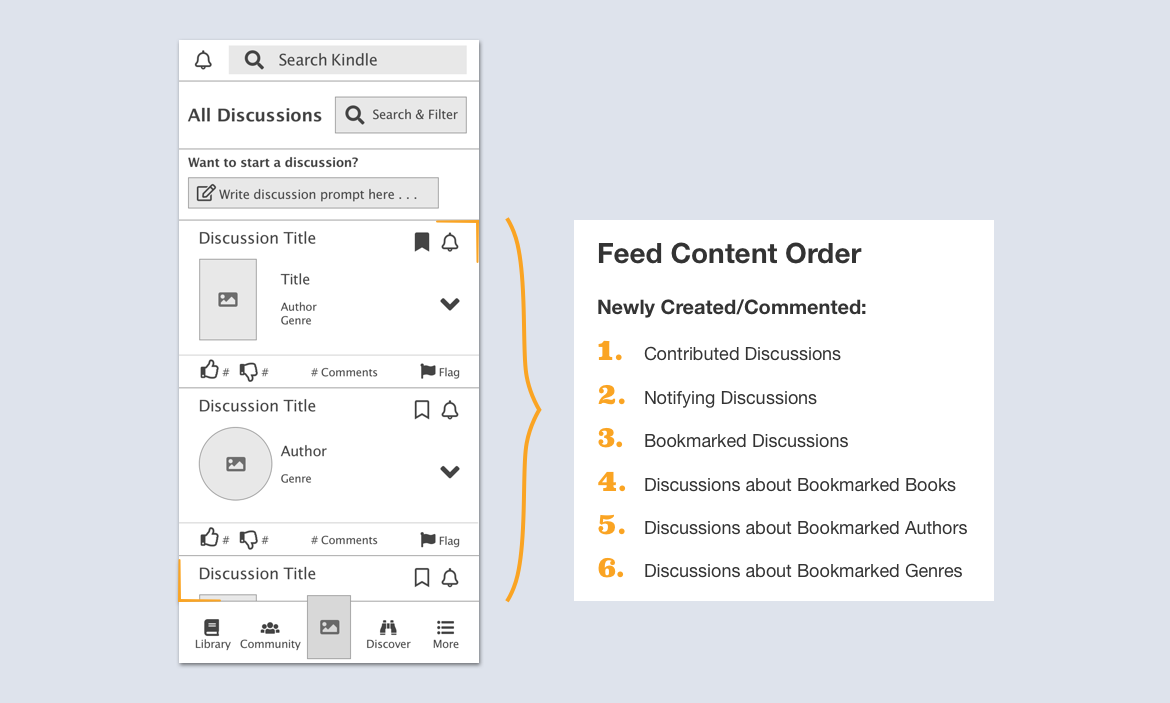 Search Kindle
All Discussions
Search & Filter
Want to start a discussion?
Write discussion prompt here . . .
Discussion Title
Title
Author
Genre
#
#
# Comments
Flag
Discussion Title
Author
Genre
#
#
# Comments
Flag
Discussion Title
Library
Community
Discover
More
Feed Content Order
Newly Created/Commented:
1. Contributed Discussions
2. Notifying Discussions
3. Bookmarked Discussions
4. Discussions about Bookmarked Books
5. Discussions about Bookmarked Authors
6. Discussions about Bookmarked Genres